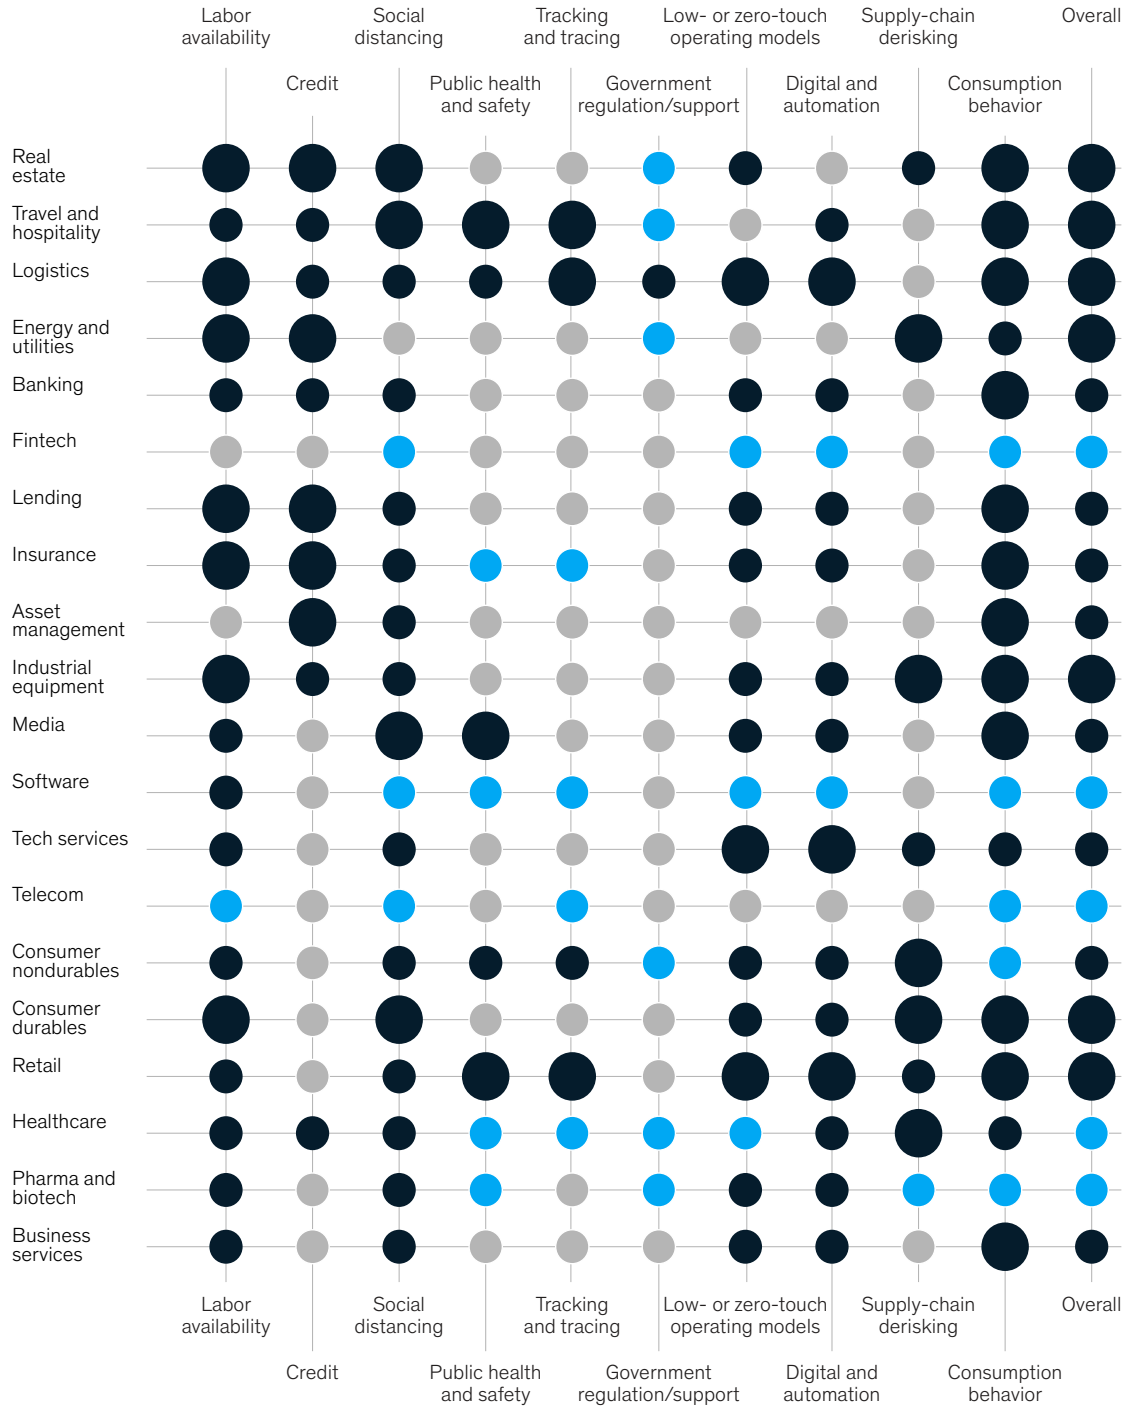 Labor
availability
Social
distancing
Tracking
and tracing
Low- or zero-touch
operating models
Supply-chain
derisking
Overall
Credit
Public health
and safety
Government
regulation/support
Digital and
automation
Consumption
behavior
Real
estate
Travel and
hospitality
Logistics
Energy and
utilities
Banking
Fintech
Lending
Insurance
Asset
management
Industrial
equipment
Media
Software
Tech services
Telecom
Consumer
nondurables
Consumer
durables
Retail
Healthcare
Pharma and
biotech
Business
services
Labor
availability
Social
distancing
Tracking
and tracing
Low- or zero-touch
operating models
Supply-chain
derisking
Overall
Credit
Public health
and safety
Government
regulation/support
Digital and
automation
Consumption
behavior